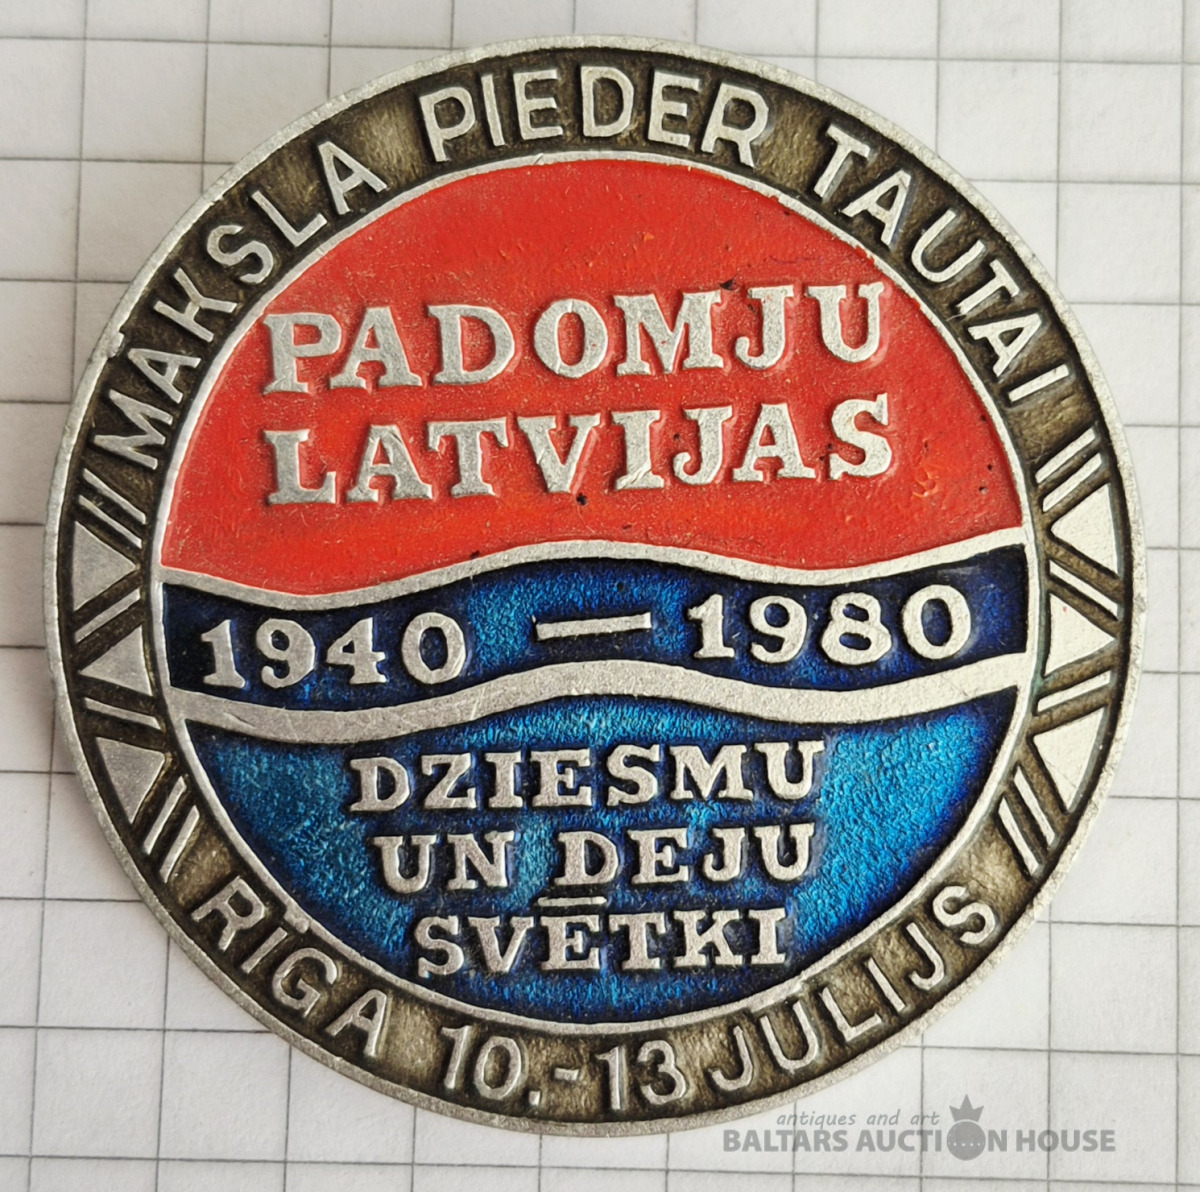 MĀKSLA PIEDER TAUTAI
PADOMJU
LATVIJAS
1940 — 1980
DZIESMU
UN DEJU
SVĒTKI
RĪGA 10.-13 JŪLIJS
antiques and art
BALTARS AUCTION HOUSE